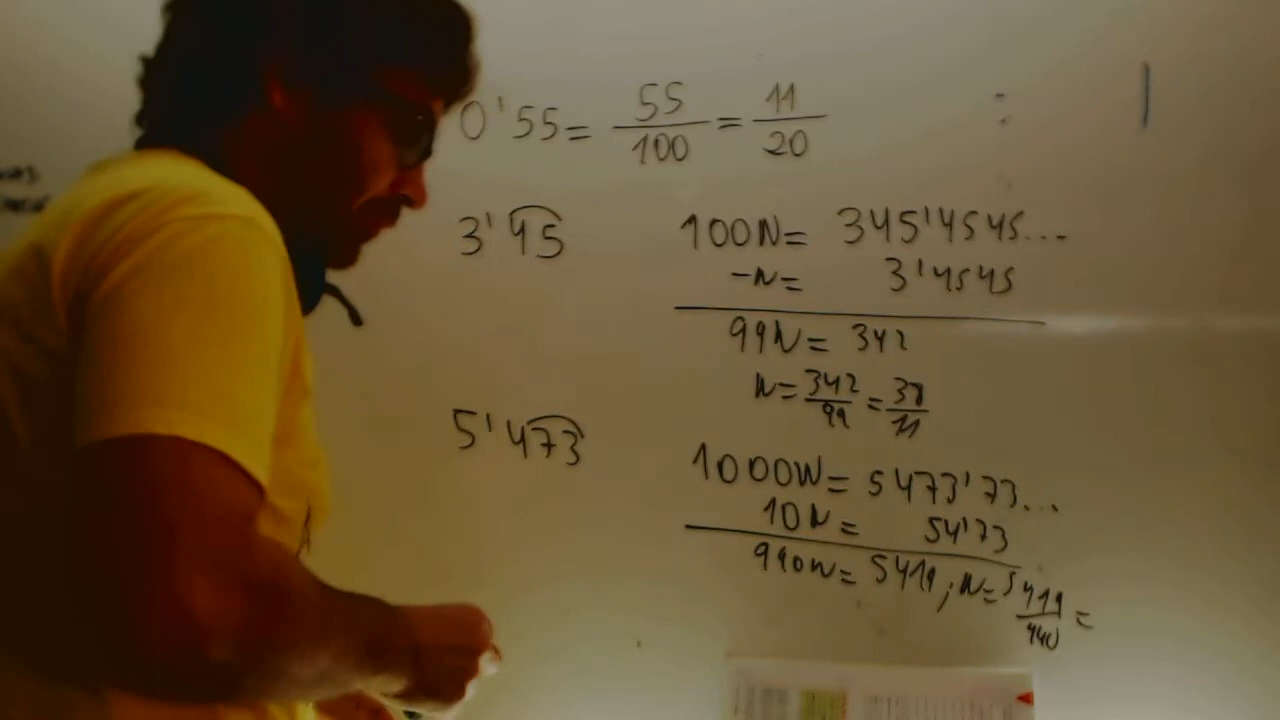 0'55 = 55/100 = 11/20
3'45
100N = 345'4545...
-N = 3'4545
99N = 342
N = 342/99 = 38/11
5'473
1000N = 5473'73...
10N = 54'73
990N = 5419 ; N = 5419/990 =